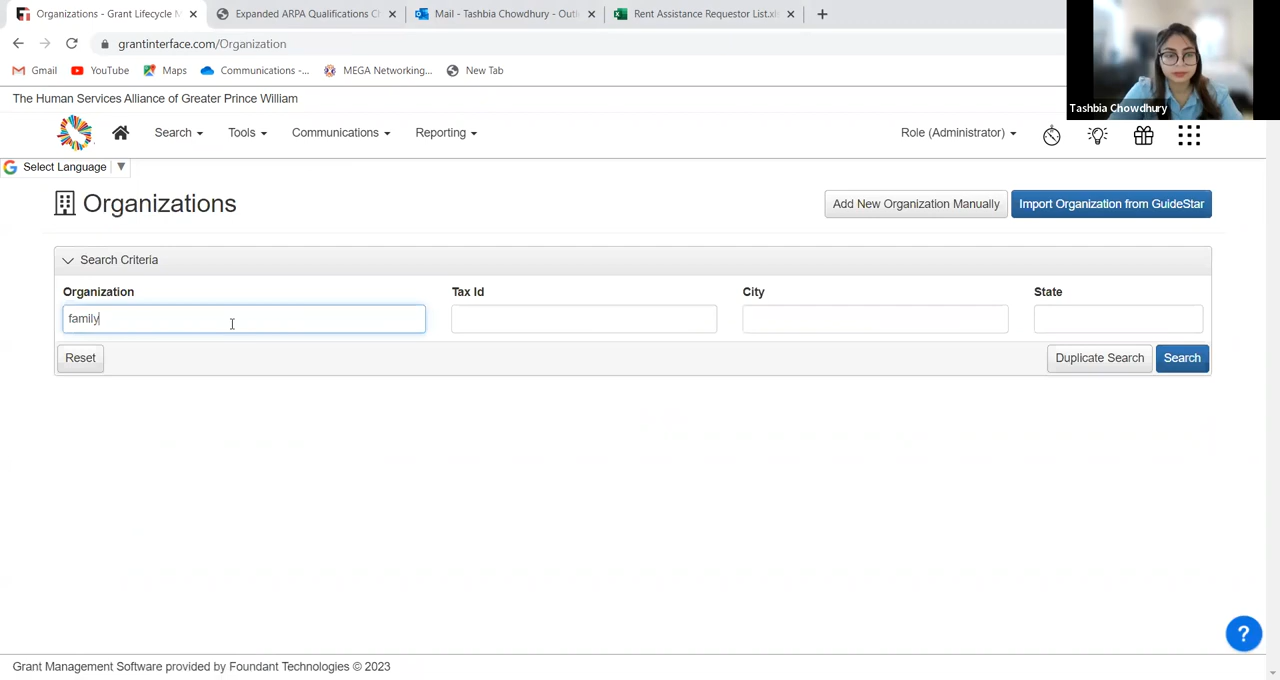 Organizations - Grant Lifecycle M
Expanded ARPA Qualifications C
Mail - Tashbia Chowdhury - Outl
Rent Assistance Requestor List.xls
grantinterface.com/Organization
Gmail
YouTube
Maps
Communications -...
MEGA Networking...
New Tab
Tashbia Chowdhury
The Human Services Alliance of Greater Prince William
Search
Tools
Communications
Reporting
Role (Administrator)
Select Language
Organizations
Add New Organization Manually
Import Organization from GuideStar
Search Criteria
Organization
Tax Id
City
State
family
Reset
Duplicate Search
Search
?
Grant Management Software provided by Foundant Technologies © 2023